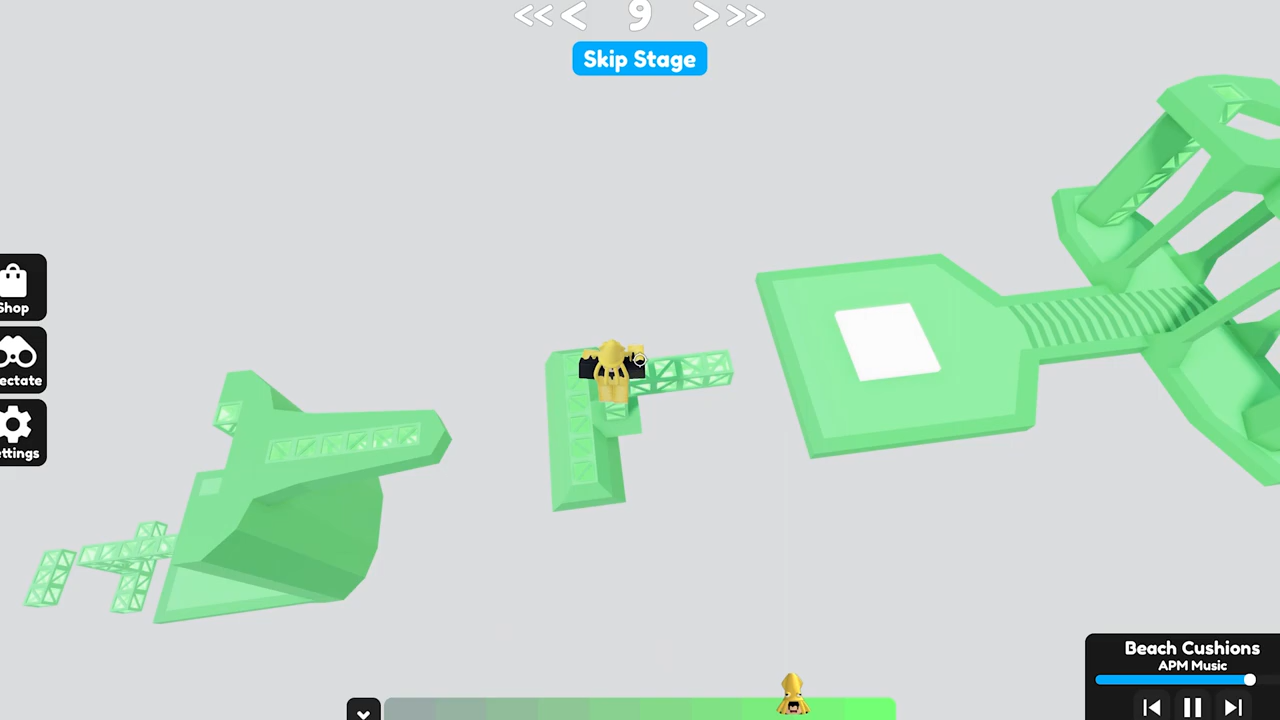 << < 9 > >>
Skip Stage
Shop
ectate
ettings
Beach Cushions
APM Music